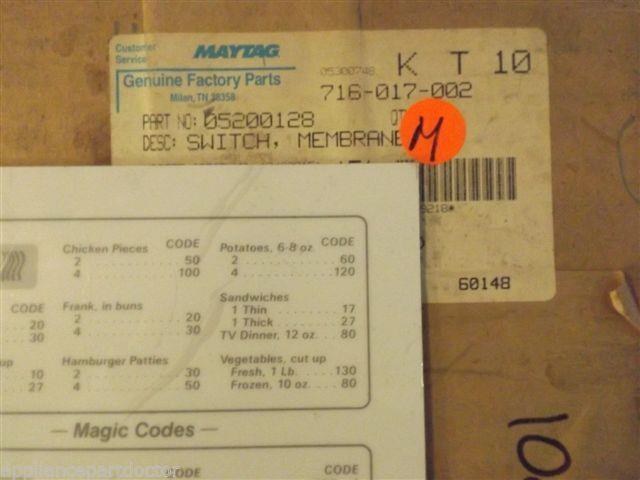 Customer
Service
MAYTAG
Genuine Factory Parts
Milan, TN 38358
05300748
K T 10
716-017-002
PART NO: 05200128
DESC: SWITCH, MEMBRANE
M
60148
Chicken Pieces CODE
2 50
4 100
Potatoes, 6-8 oz. CODE
2 60
4 120
CODE
20
30
Frank, in buns
2 20
4 30
Sandwiches
1 Thin 17
1 Thick 27
TV Dinner, 12 oz. 80
up
10
27
Hamburger Patties
2 30
4 50
Vegetables, cut up
Fresh, 1 Lb. 130
Frozen, 10 oz. 80
— Magic Codes —
CODE
CODE
© appliancepartdoctor